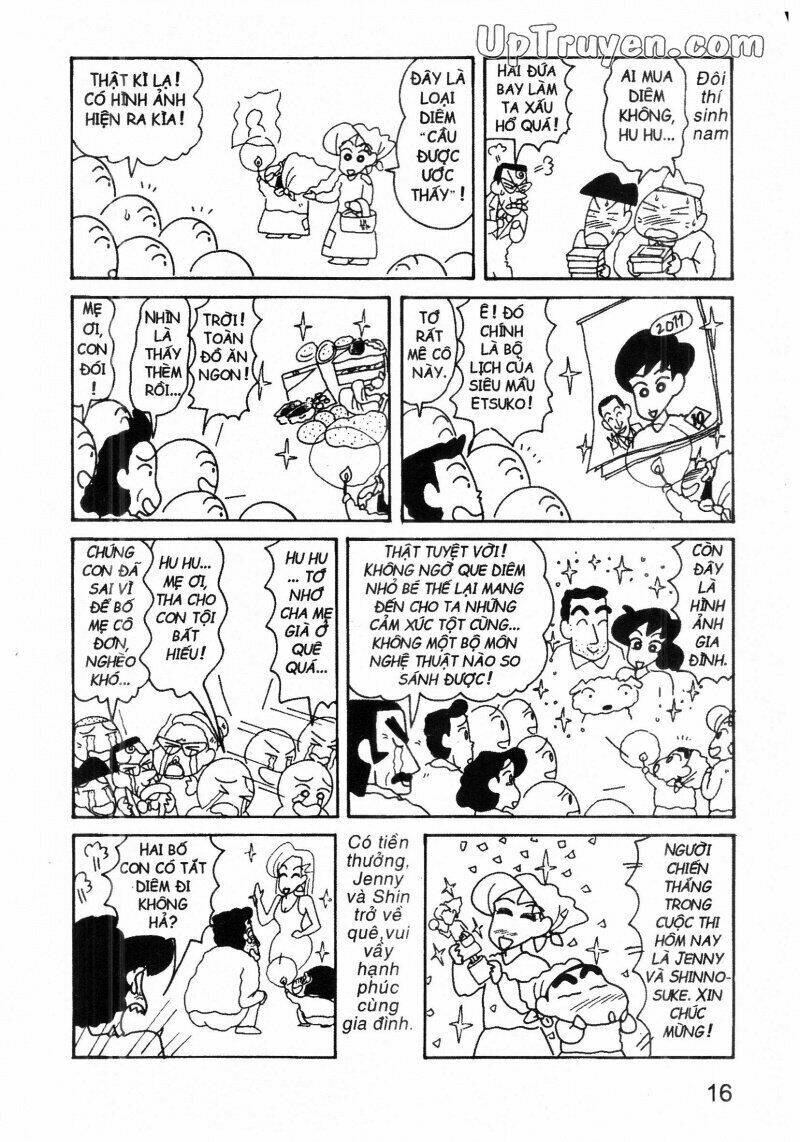 UpTruyen.com
Đôi
thí
sinh
nam
AI MUA
DIÊM
KHÔNG,
HU HU...
HAI ĐỨA
BAY LÀM
TA XẤU
HỔ QUÁ!
ĐÂY LÀ
LOẠI
DIÊM
"CẦU
ĐƯỢC
ƯỚC
THẤY"!
THẬT KÌ LẠ!
CÓ HÌNH ẢNH
HIỆN RA KÌA!
2011
Ê! ĐÓ
CHÍNH
LÀ BỘ
LỊCH CỦA
SIÊU MẪU
ETSUKO!
TỚ
RẤT
MÊ CÔ
NÀY.
TRỜI!
TOÀN
ĐỒ ĂN
NGON!
NHÌN
LÀ
THẤY
THÈM
RỒI...
MẸ
ƠI,
CON
ĐÓI
!
CÒN
ĐÂY
LÀ
HÌNH
ẢNH
GIA
ĐÌNH.
THẬT TUYỆT VỜI!
KHÔNG NGỜ QUE DIÊM
NHỎ BÉ THẾ LẠI MANG
ĐẾN CHO TA NHỮNG
CẢM XÚC TỘT CÙNG...
KHÔNG MỘT BỘ MÔN
NGHỆ THUẬT NÀO SO
SÁNH ĐƯỢC!
HU HU
... TỚ
NHỚ
CHA MẸ
GIÀ Ở
QUÊ
QUÁ...
HU HU...
MẸ ƠI,
THA CHO
CON TỘI
BẤT
HIẾU!
CHÚNG
CON ĐÃ
SAI VÌ
ĐỂ BỐ
MẸ CÔ
ĐƠN,
NGHÈO
KHÓ...
NGƯỜI
CHIẾN
THẮNG
TRONG
CUỘC THI
HÔM NAY
LÀ JENNY
VÀ SHINNO-
SUKE. XIN
CHÚC
MỪNG!
Có tiền
thưởng,
Jenny
và Shin
trở về
quê, vui
vầy
hạnh
phúc
cùng
gia đình.
HAI BỐ
CON CÓ TẮT
DIÊM ĐI
KHÔNG
HẢ?
16